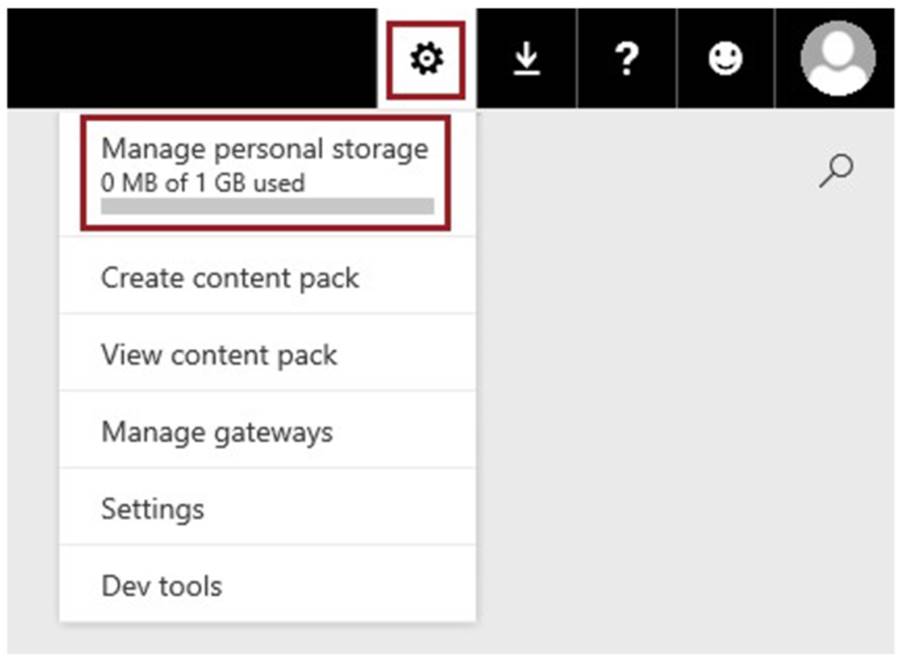 ?
Manage personal storage
0 MB of 1 GB used
Create content pack
View content pack
Manage gateways
Settings
Dev tools